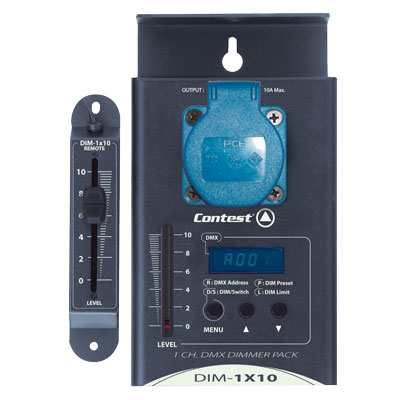 DIM-1x10
REMOTE
10
8
6
4
2
0
LEVEL
OUTPUT :
10A Max.
PCE
Contest
DMX
A001
R : DMX Address
P : DIM Preset
D/S : DIM/Switch
L : DIM Limit
10
8
6
4
2
0
LEVEL
MENU
1 CH. DMX DIMMER PACK
DIM-1X10